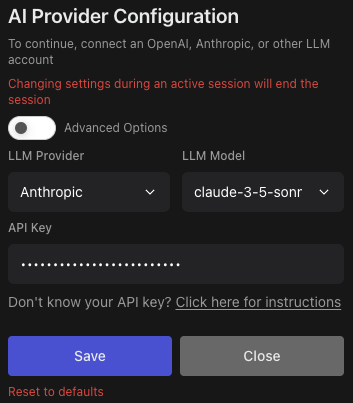 AI Provider Configuration
To continue, connect an OpenAI, Anthropic, or other LLM
account
Changing settings during an active session will end the
session
Advanced Options
LLM Provider
LLM Model
Anthropic
claude-3-5-sonr
API Key
•••••••••••••••••••••••••
Don't know your API key? Click here for instructions
Save
Close
Reset to defaults